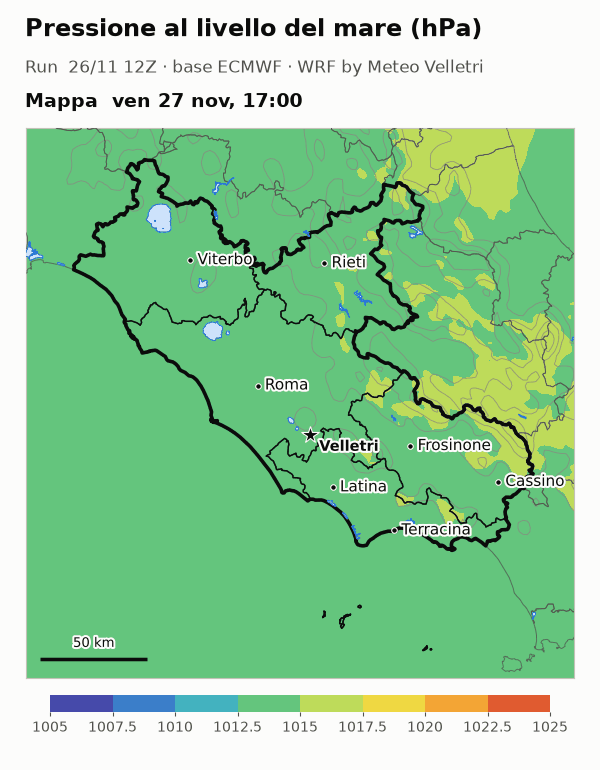 Pressione al livello del mare (hPa)
Run  26/11 12Z · base ECMWF · WRF by Meteo Velletri
Mappa  ven 27 nov, 17:00
Viterbo
Rieti
Roma
Velletri
Frosinone
Latina
Cassino
Terracina
50 km
1005 1007.5 1010 1012.5 1015 1017.5 1020 1022.5 1025